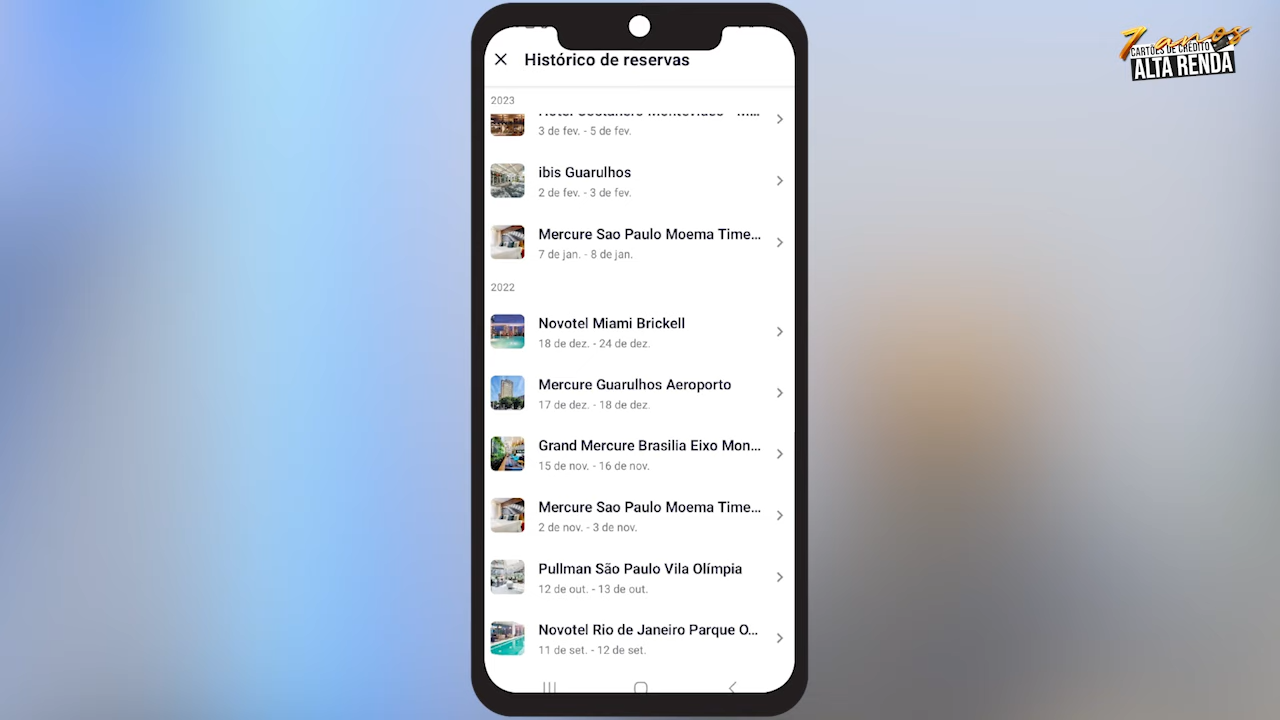 7 anos
CARTÕES DE CRÉDITO
ALTA RENDA
Histórico de reservas
2023
Hotel Costanero Montevideo - M...
3 de fev. - 5 de fev.
ibis Guarulhos
2 de fev. - 3 de fev.
Mercure Sao Paulo Moema Time...
7 de jan. - 8 de jan.
2022
Novotel Miami Brickell
18 de dez. - 24 de dez.
Mercure Guarulhos Aeroporto
17 de dez. - 18 de dez.
Grand Mercure Brasilia Eixo Mon...
15 de nov. - 16 de nov.
Mercure Sao Paulo Moema Time...
2 de nov. - 3 de nov.
Pullman São Paulo Vila Olímpia
12 de out. - 13 de out.
Novotel Rio de Janeiro Parque O...
11 de set. - 12 de set.